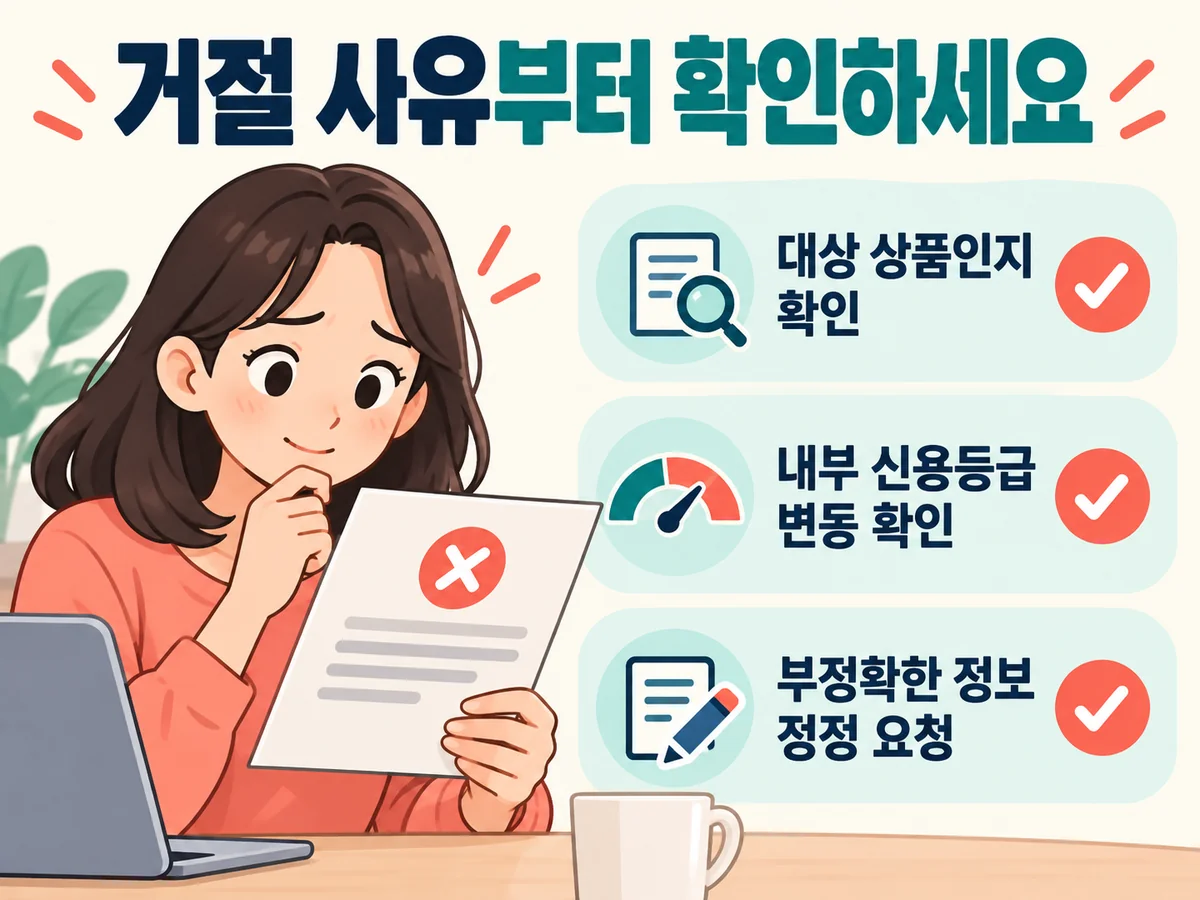 거절 사유부터 확인하세요
대상 상품인지
확인
내부 신용등급
변동 확인
부정확한 정보
정정 요청